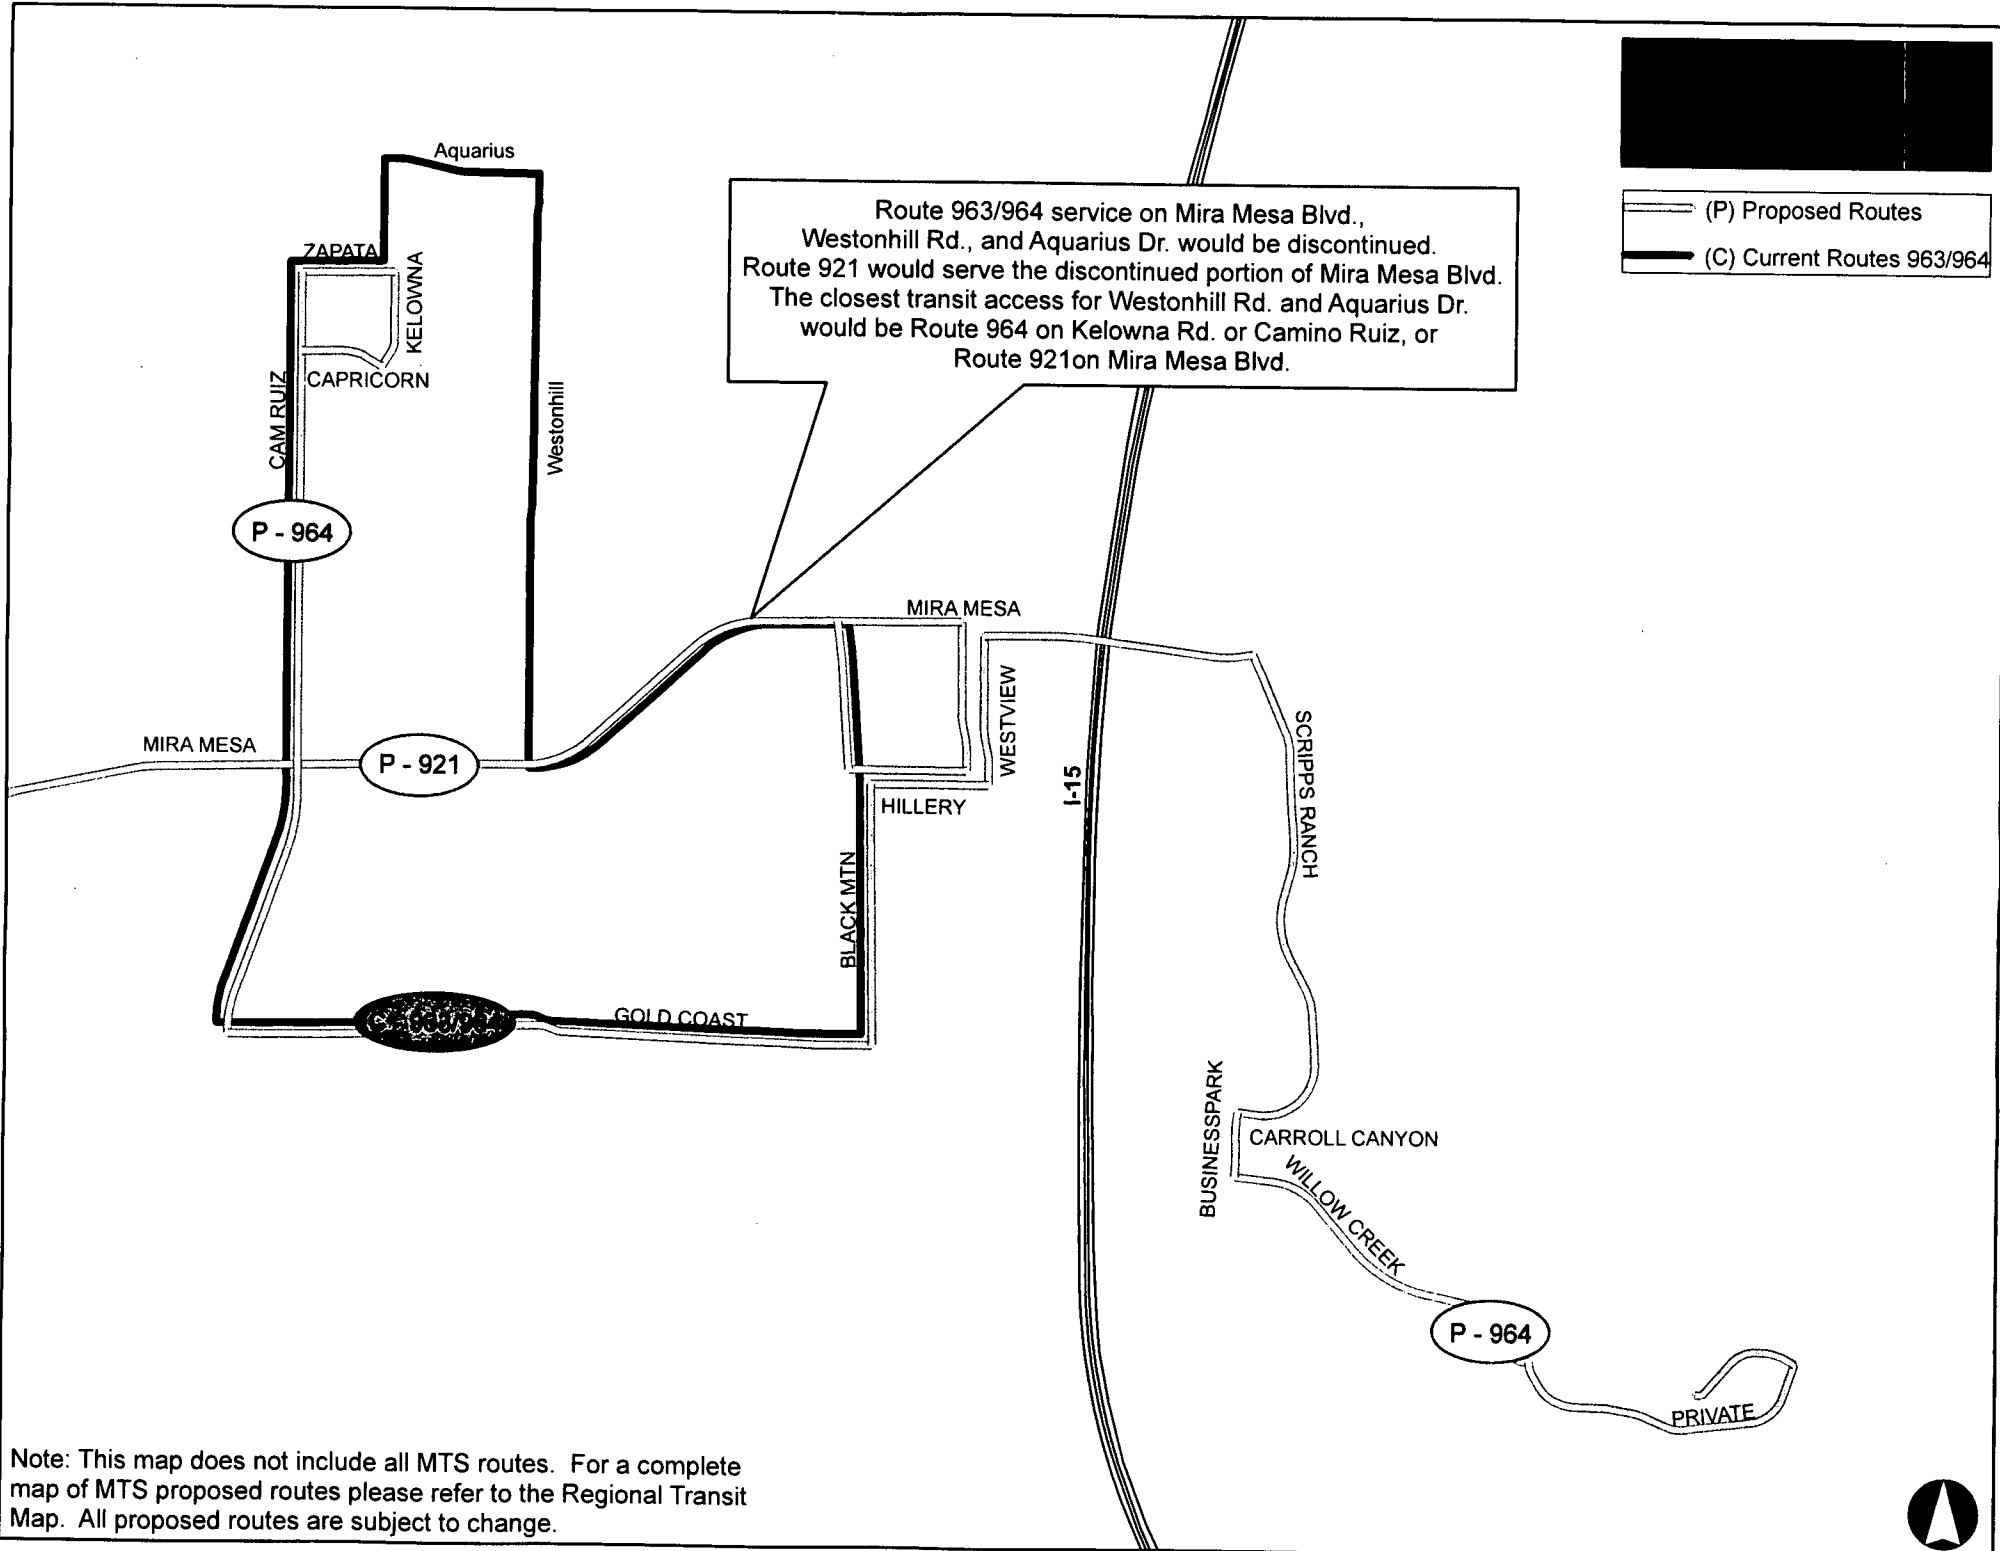 (P) Proposed Routes
(C) Current Routes 963/964
Aquarius
Route 963/964 service on Mira Mesa Blvd.,
Westonhill Rd., and Aquarius Dr. would be discontinued.
Route 921 would serve the discontinued portion of Mira Mesa Blvd.
The closest transit access for Westonhill Rd. and Aquarius Dr.
would be Route 964 on Kelowna Rd. or Camino Ruiz, or
Route 921on Mira Mesa Blvd.
ZAPATA
KELOWNA
CAPRICORN
CAM RUIZ
Westonhill
P - 964
MIRA MESA
WESTVIEW
MIRA MESA
P - 921
I-15
SCRIPPS RANCH
HILLERY
BLACK MTN
GOLD COAST
BUSINESSPARK
CARROLL CANYON
WILLOW CREEK
P - 964
PRIVATE
Note: This map does not include all MTS routes. For a complete
map of MTS proposed routes please refer to the Regional Transit
Map. All proposed routes are subject to change.